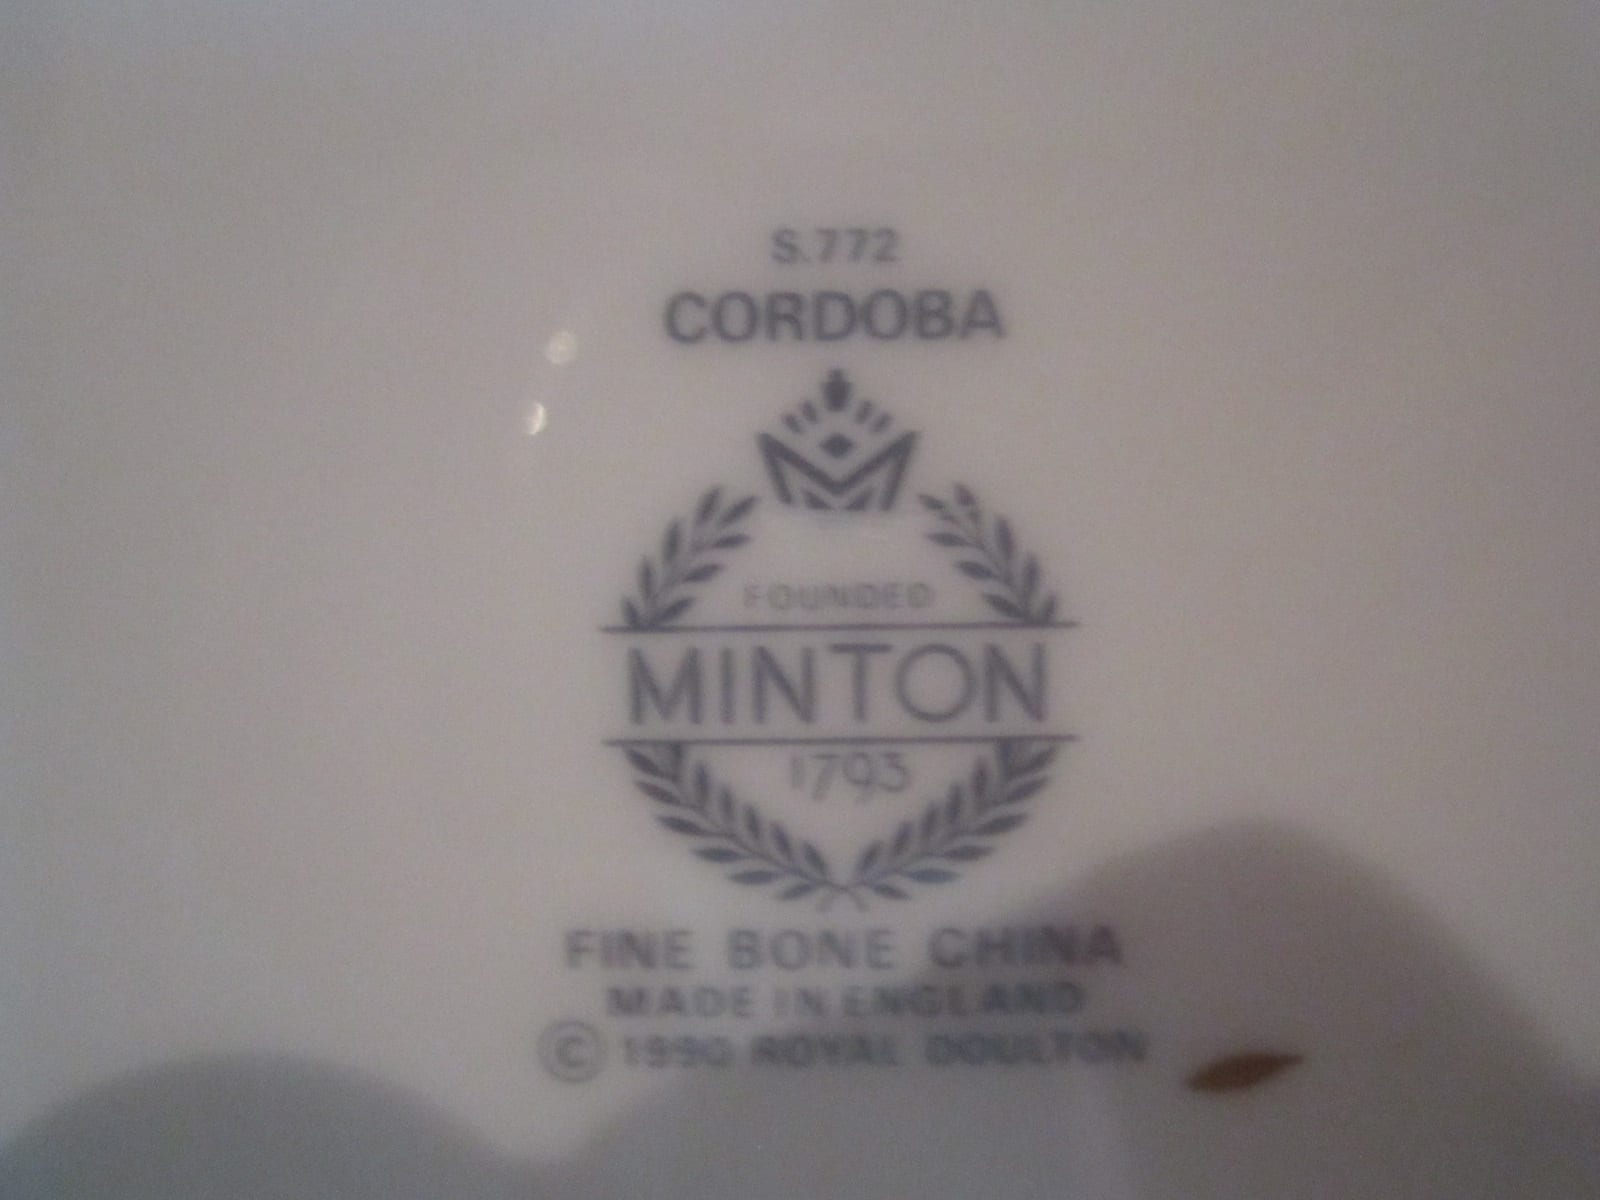 S.772
CORDOBA
FOUNDED
MINTON
1793
FINE BONE CHINA
MADE IN ENGLAND
© 1990 ROYAL DOULTON